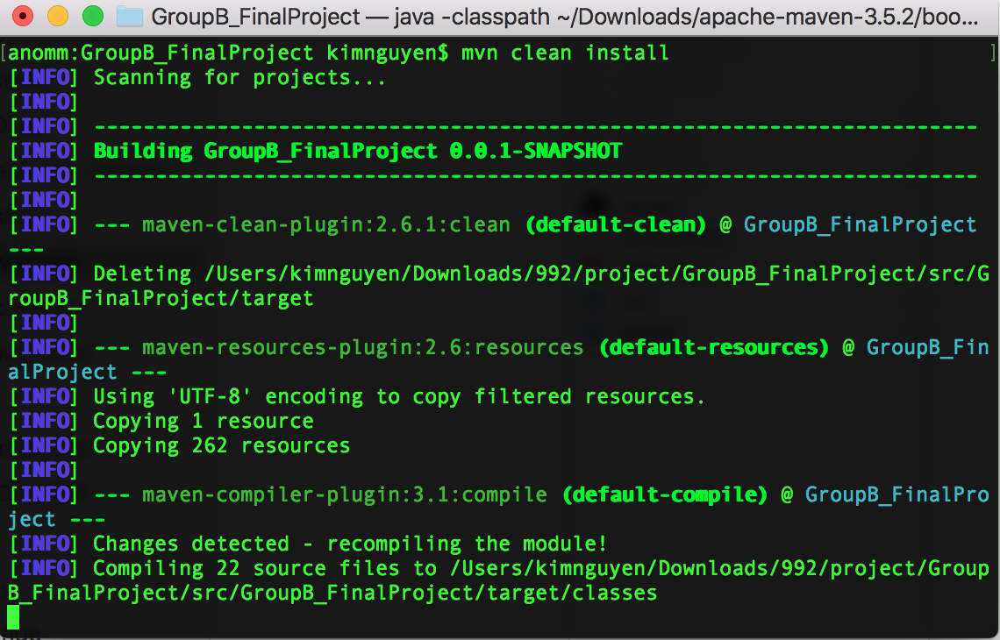 GroupB_FinalProject — java -classpath ~/Downloads/apache-maven-3.5.2/boo...
[anomm:GroupB_FinalProject kimnguyen$ mvn clean install ]
[INFO] Scanning for projects...
[INFO]
[INFO] ------------------------------------------------------------------------
[INFO] Building GroupB_FinalProject 0.0.1-SNAPSHOT
[INFO] ------------------------------------------------------------------------
[INFO]
[INFO] --- maven-clean-plugin:2.6.1:clean (default-clean) @ GroupB_FinalProject
---
[INFO] Deleting /Users/kimnguyen/Downloads/992/project/GroupB_FinalProject/src/G
roupB_FinalProject/target
[INFO]
[INFO] --- maven-resources-plugin:2.6:resources (default-resources) @ GroupB_Fin
alProject ---
[INFO] Using 'UTF-8' encoding to copy filtered resources.
[INFO] Copying 1 resource
[INFO] Copying 262 resources
[INFO]
[INFO] --- maven-compiler-plugin:3.1:compile (default-compile) @ GroupB_FinalPro
ject ---
[INFO] Changes detected - recompiling the module!
[INFO] Compiling 22 source files to /Users/kimnguyen/Downloads/992/project/Group
B_FinalProject/src/GroupB_FinalProject/target/classes